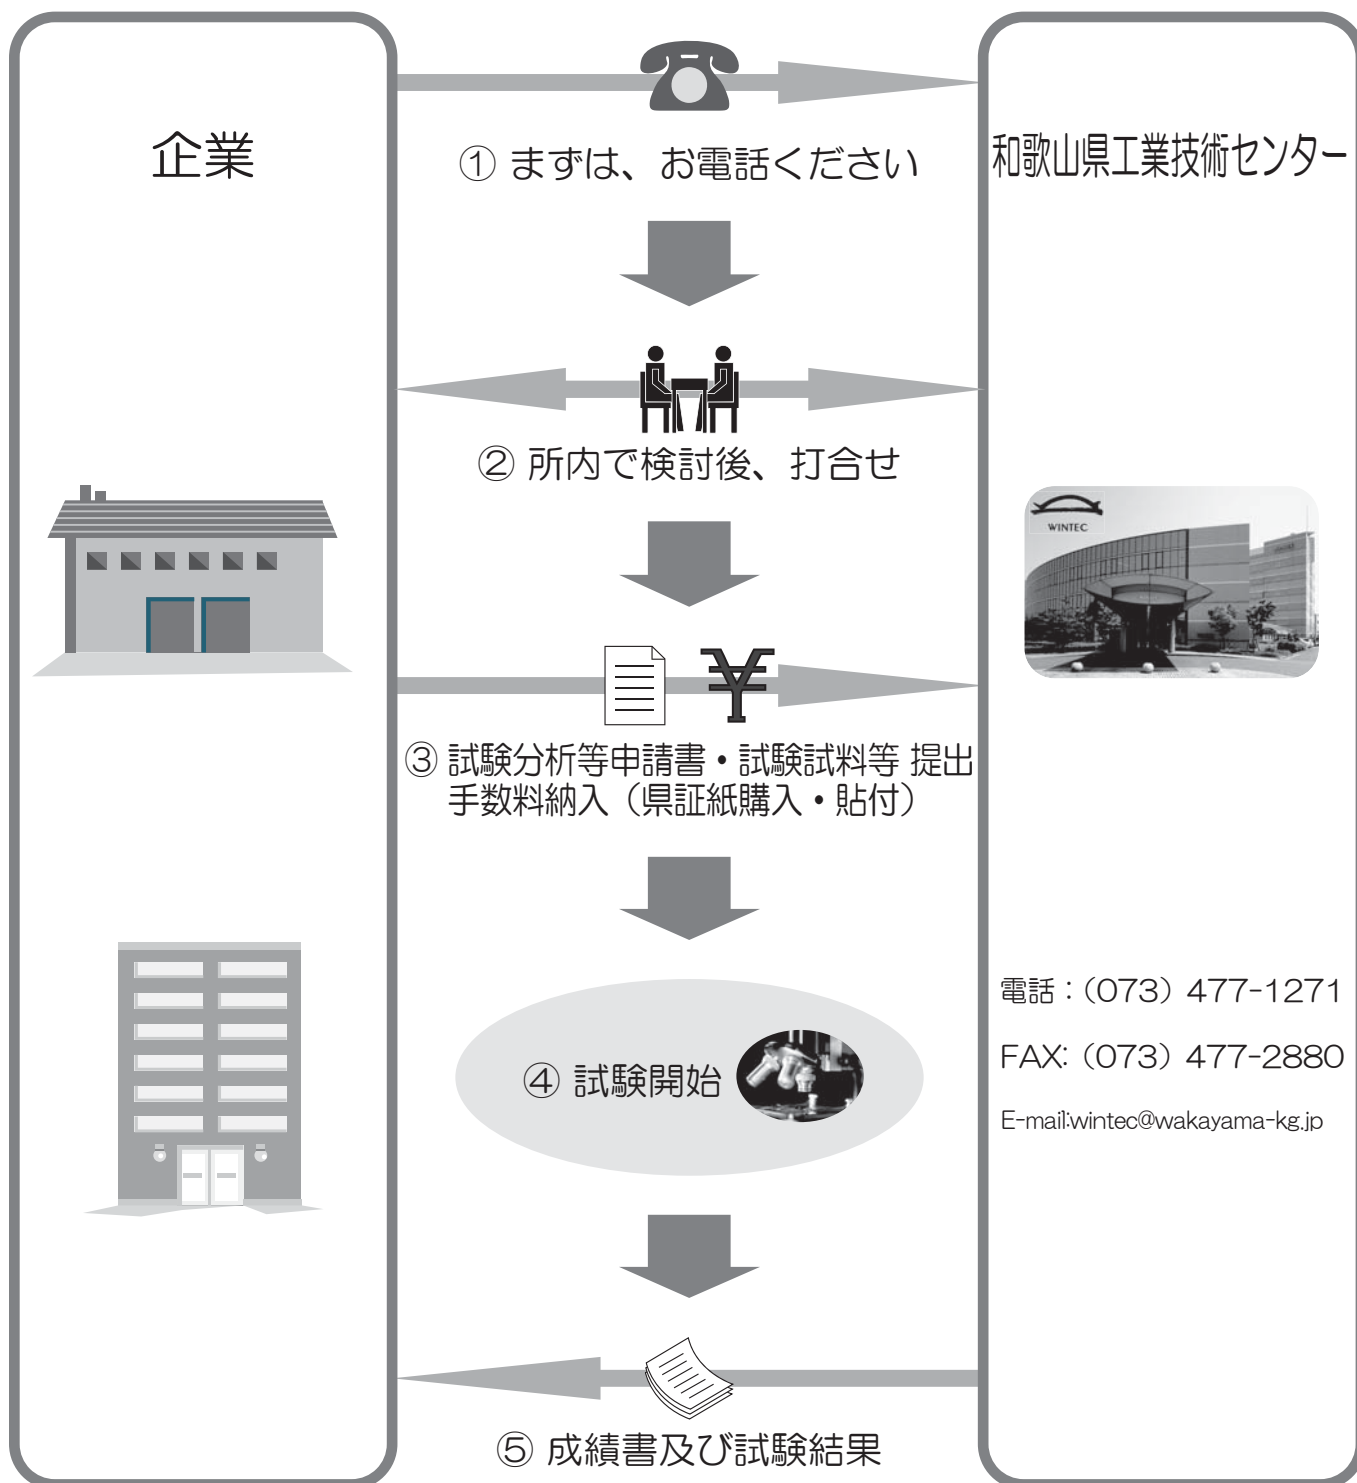 企業
① まずは、お電話ください
和歌山県工業技術センター
② 所内で検討後、打合せ
WINTEC
③ 試験分析等申請書・試験試料等 提出
手数料納入（県証紙購入・貼付）
④ 試験開始
電話：（073）477-1271
FAX:（073）477-2880
E-mail:wintec@wakayama-kg.jp
⑤ 成績書及び試験結果